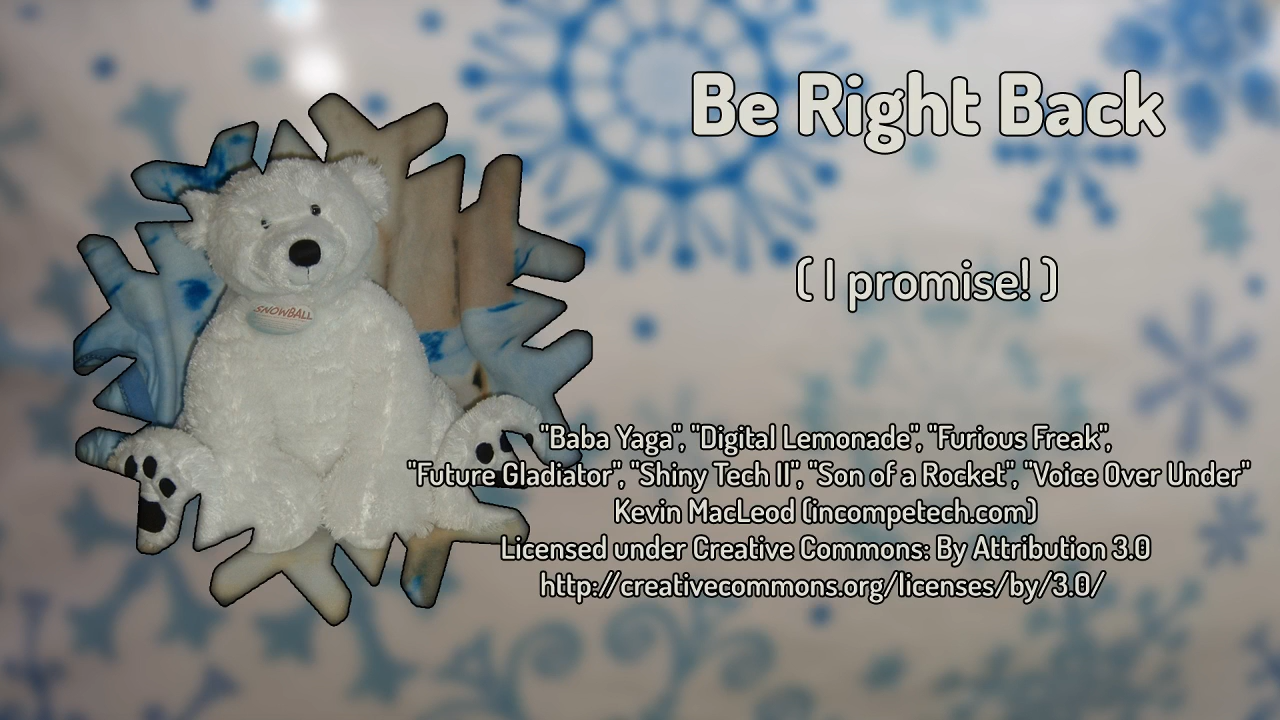 Be Right Back
( I promise! )
SNOWBALL
"Baba Yaga", "Digital Lemonade", "Furious Freak",
"Future Gladiator", "Shiny Tech II", "Son of a Rocket", "Voice Over Under"
Kevin MacLeod (incompetech.com)
Licensed under Creative Commons: By Attribution 3.0
http://creativecommons.org/licenses/by/3.0/